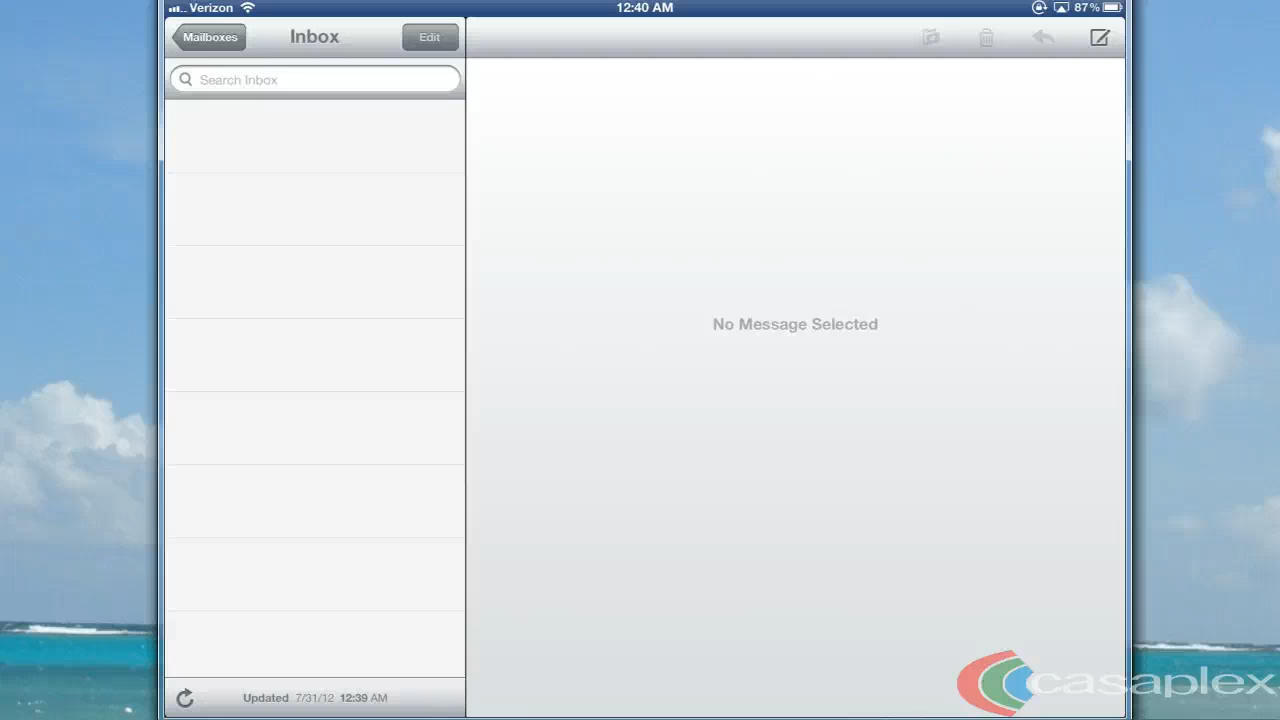 Verizon
12:40 AM
87%
Mailboxes
Inbox
Edit
Search Inbox
No Message Selected
Updated 7/31/12 12:39 AM
casaplex